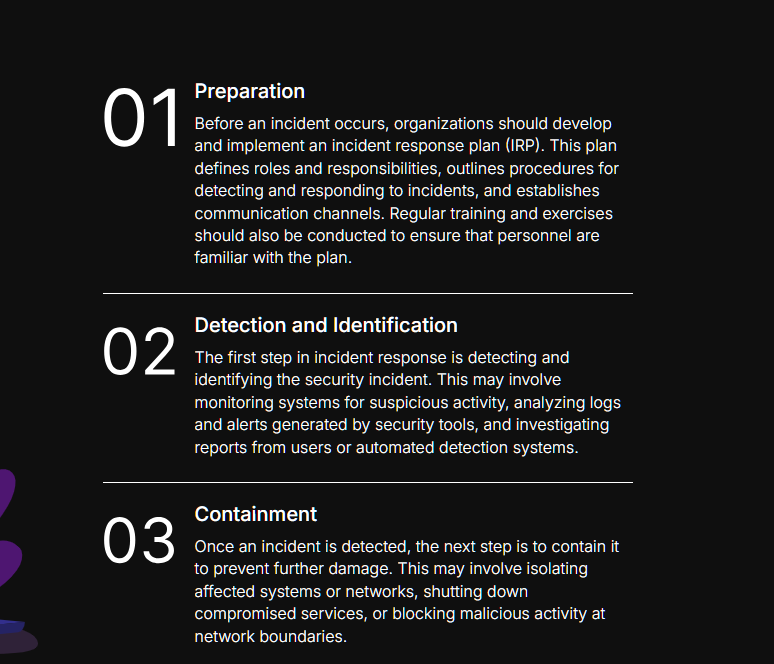 01
Preparation
Before an incident occurs, organizations should develop
and implement an incident response plan (IRP). This plan
defines roles and responsibilities, outlines procedures for
detecting and responding to incidents, and establishes
communication channels. Regular training and exercises
should also be conducted to ensure that personnel are
familiar with the plan.
02
Detection and Identification
The first step in incident response is detecting and
identifying the security incident. This may involve
monitoring systems for suspicious activity, analyzing logs
and alerts generated by security tools, and investigating
reports from users or automated detection systems.
03
Containment
Once an incident is detected, the next step is to contain it
to prevent further damage. This may involve isolating
affected systems or networks, shutting down
compromised services, or blocking malicious activity at
network boundaries.